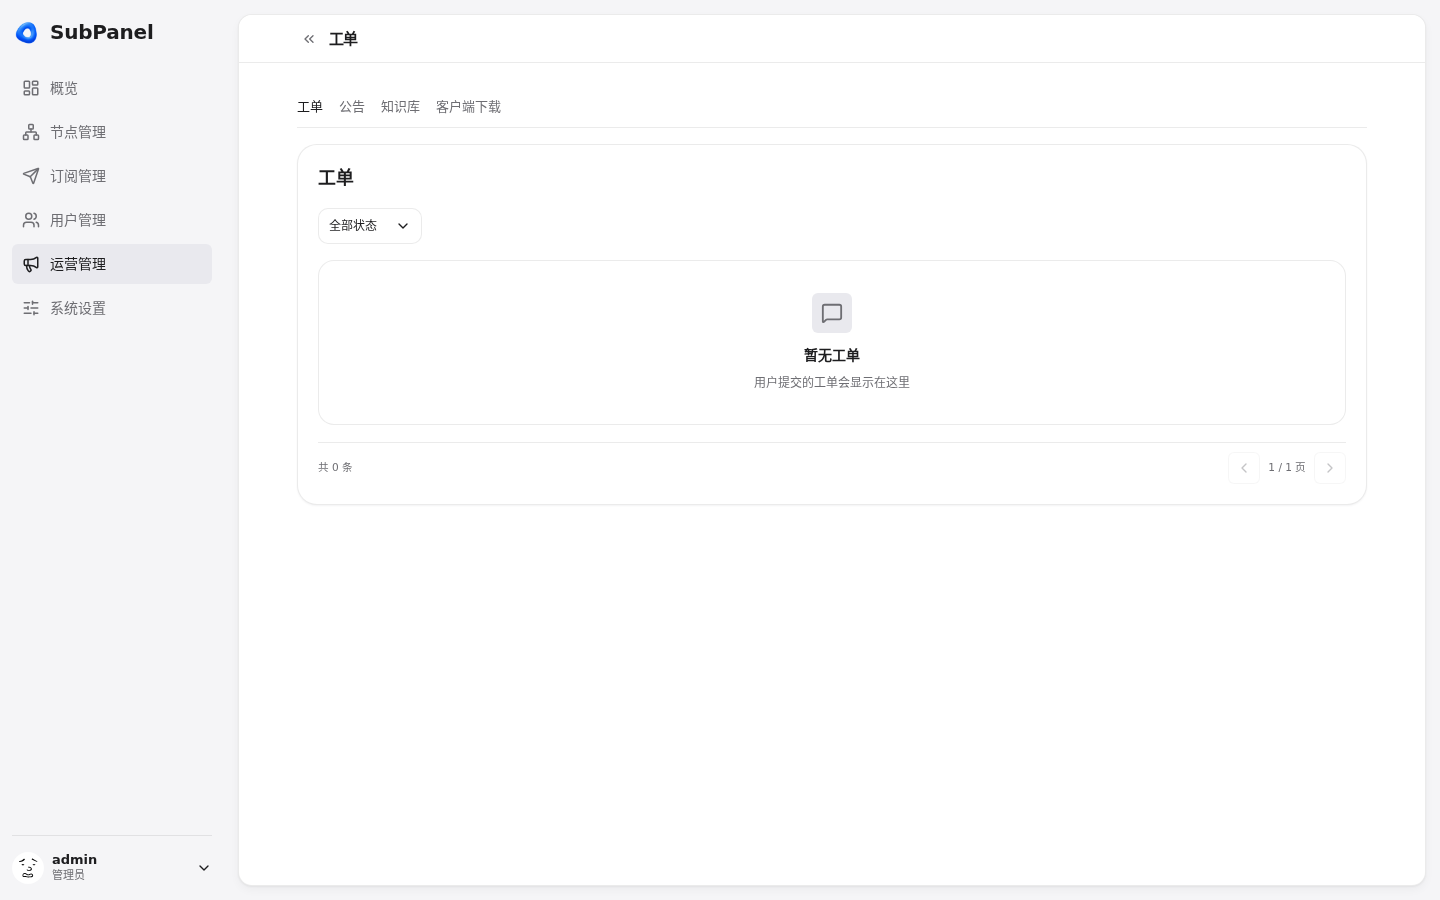 SubPanel
概览
节点管理
订阅管理
用户管理
运营管理
系统设置
admin
管理员
工单
工单 公告 知识库 客户端下载
工单
全部状态
暂无工单
用户提交的工单会显示在这里
共 0 条
1 / 1 页